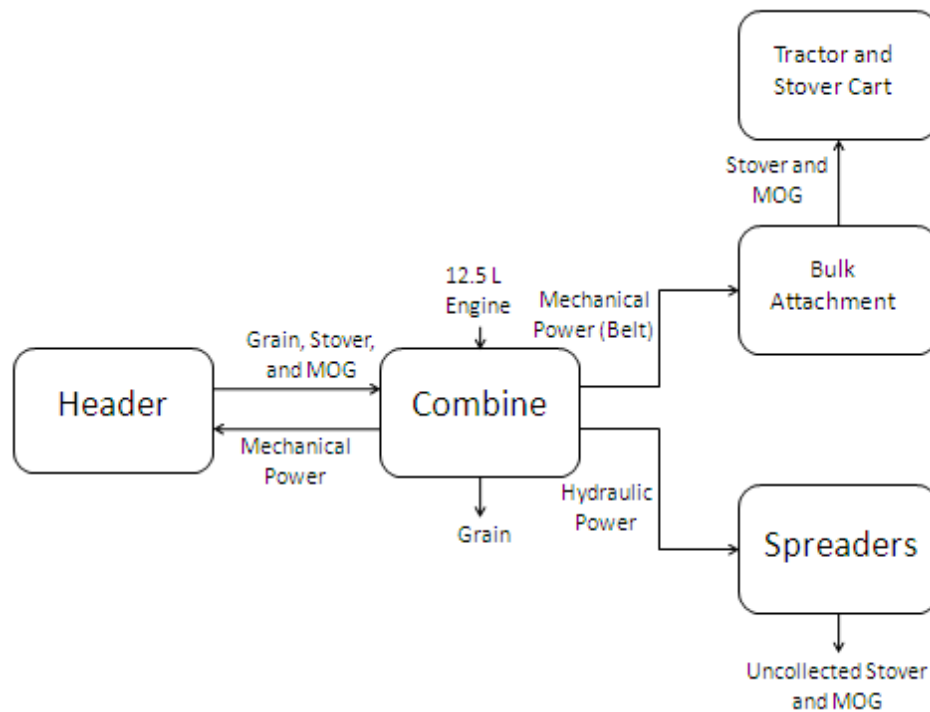 Tractor and
Stover Cart
Stover and
MOG
Bulk
Attachment
12.5 L
Engine
Mechanical
Power (Belt)
Grain, Stover,
and MOG
Header
Combine
Mechanical
Power
Grain
Hydraulic
Power
Spreaders
Uncollected Stover
and MOG